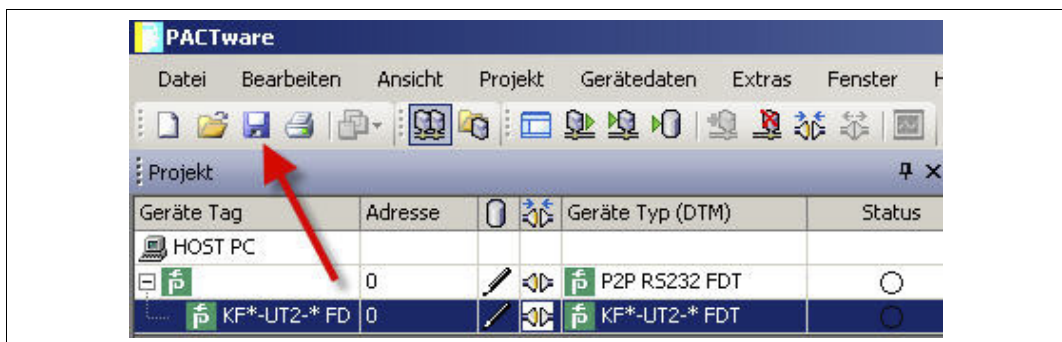 PACTware
Datei Bearbeiten Ansicht Projekt Gerätedaten Extras Fenster H
Projekt
Geräte Tag Adresse Geräte Typ (DTM) Status
HOST PC
0 P2P RS232 FDT
KF*-UT2-* FD 0 KF*-UT2-* FDT